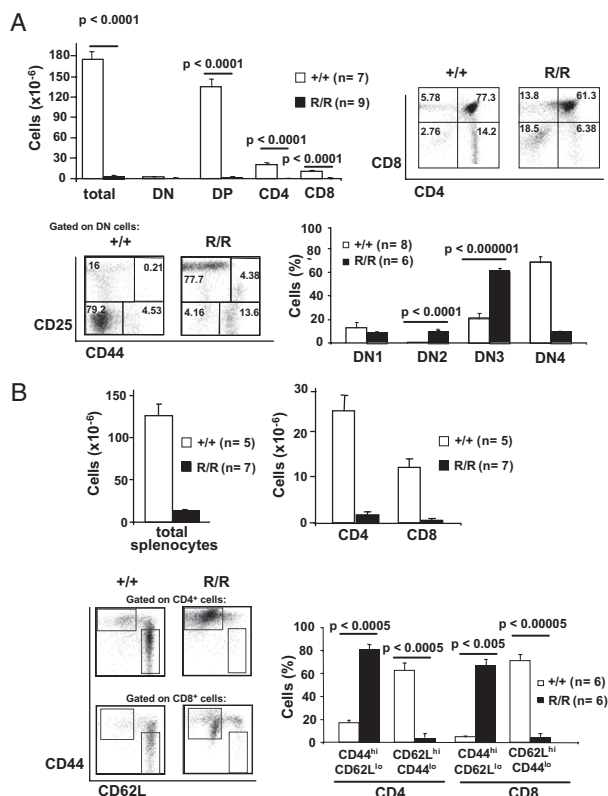 A
p < 0.0001
p < 0.0001
+/+ (n= 7)
R/R (n= 9)
p <0.0001
p <0.0001
Cells (x10-6)
180
150
120
90
60
30
0
total DN DP CD4 CD8
+/+ R/R
5.78 77.3 13.8 61.3
2.76 14.2 18.5 6.38
CD8
CD4
Gated on DN cells:
+/+ R/R
16 0.21 77.7 4.38
79.2 4.53 4.16 13.6
CD25
CD44
Cells (%)
100
80
60
40
20
0
+/+ (n= 8)
R/R (n= 6)
p < 0.000001
p < 0.0001
DN1 DN2 DN3 DN4
B
Cells (x10-6)
150
100
50
0
+/+ (n= 5)
R/R (n= 7)
total
splenocytes
Cells (x10-6)
30
20
10
0
+/+ (n= 5)
R/R (n= 7)
CD4 CD8
+/+ R/R
Gated on CD4+ cells:
Gated on CD8+ cells:
CD44
CD62L
Cells (%)
100
80
60
40
20
0
p < 0.0005 p < 0.00005
p < 0.0005 p < 0.005
+/+ (n= 6)
R/R (n= 6)
CD44hi CD62Lhi CD44hi CD62Lhi
CD62Llo CD44lo CD62Llo CD44lo
CD4 CD8